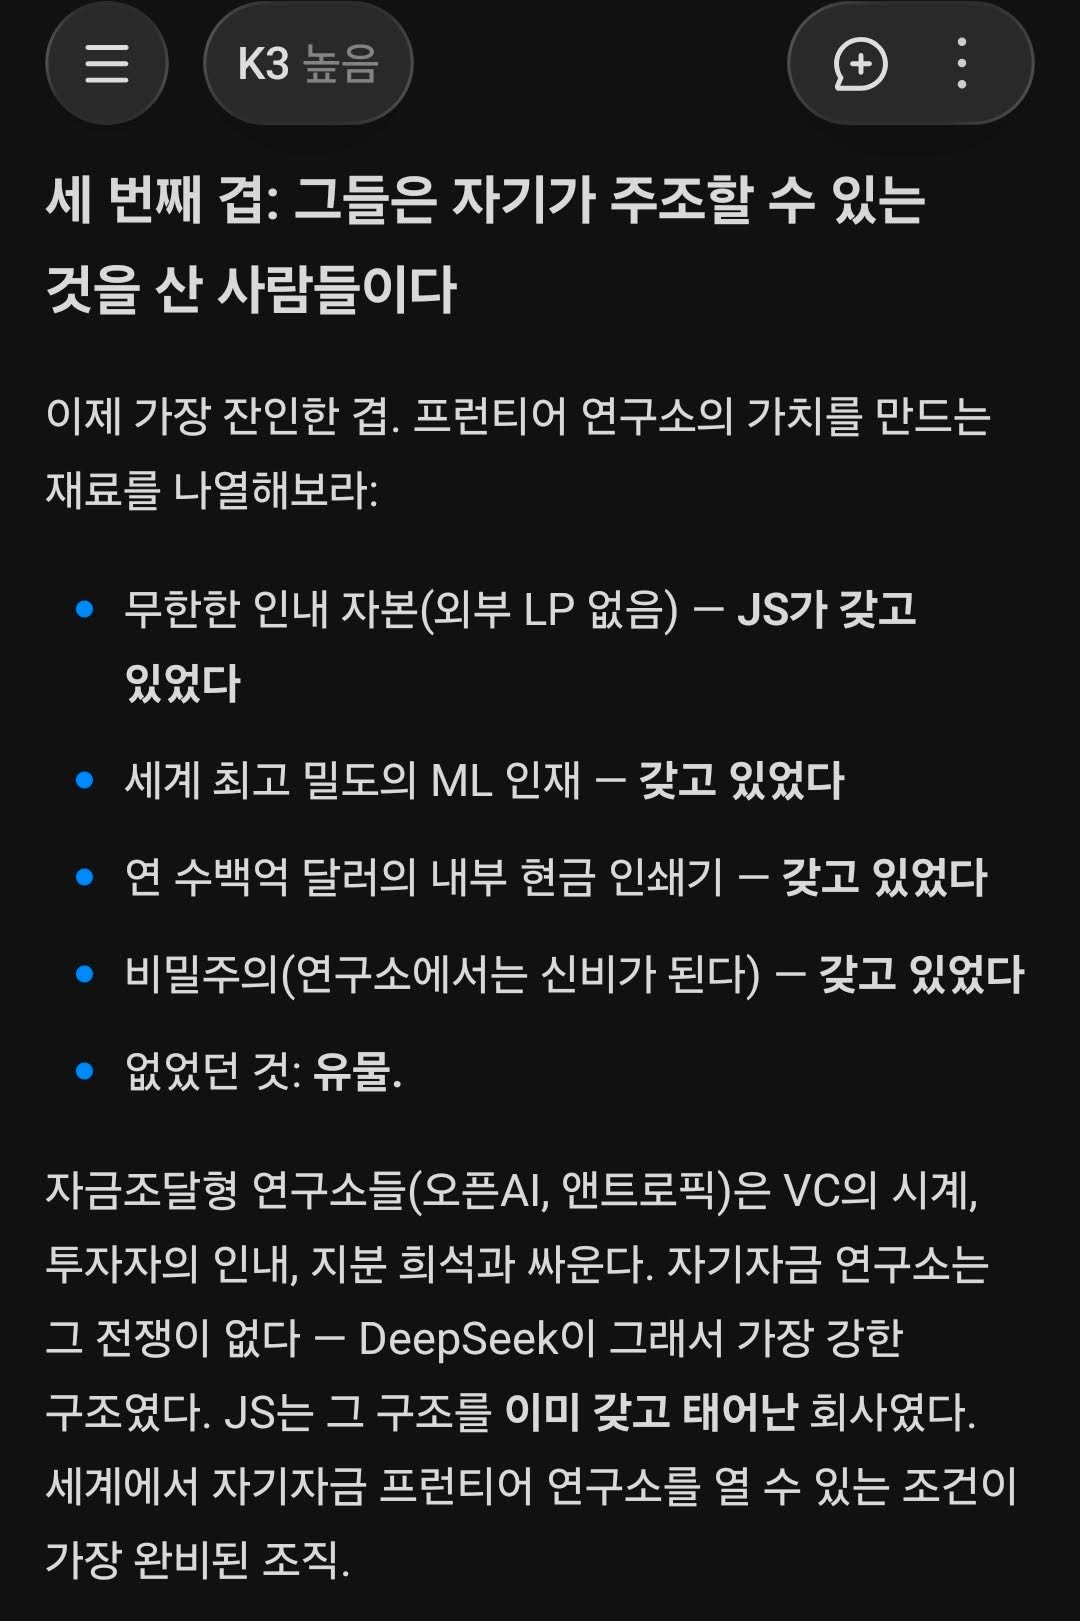 K3 높음
세 번째 겹: 그들은 자기가 주조할 수 있는
것을 산 사람들이다
이제 가장 잔인한 겹. 프런티어 연구소의 가치를 만드는
재료를 나열해보라:
무한한 인내 자본(외부 LP 없음) — JS가 갖고
있었다
세계 최고 밀도의 ML 인재 — 갖고 있었다
연 수백억 달러의 내부 현금 인쇄기 — 갖고 있었다
비밀주의(연구소에서는 신비가 된다) — 갖고 있었다
없었던 것: 유물.
자금조달형 연구소들(오픈AI, 앤트로픽)은 VC의 시계,
투자자의 인내, 지분 희석과 싸운다. 자기자금 연구소는
그 전쟁이 없다 — DeepSeek이 그래서 가장 강한
구조였다. JS는 그 구조를 이미 갖고 태어난 회사였다.
세계에서 자기자금 프런티어 연구소를 열 수 있는 조건이
가장 완비된 조직.